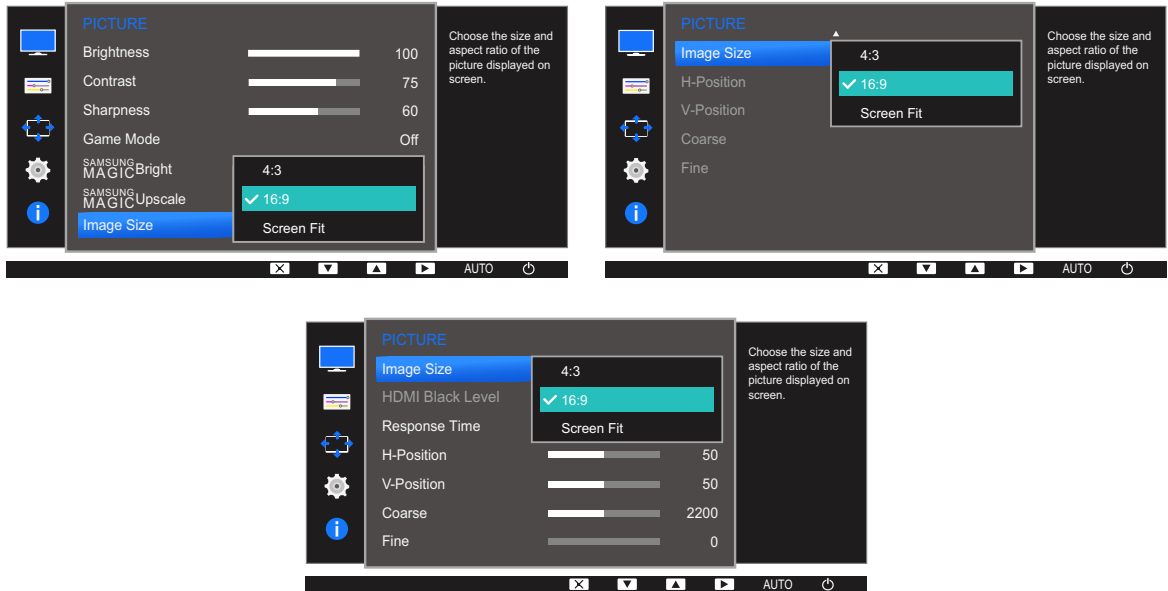 PICTURE
Brightness 100
Contrast 75
Sharpness 60
Game Mode Off
SAMSUNG MAGIC Bright
SAMSUNG MAGIC Upscale
Image Size
4:3
16:9
Screen Fit
Choose the size and
aspect ratio of the
picture displayed on
screen.
AUTO
PICTURE
Image Size
H-Position
V-Position
Coarse
Fine
4:3
16:9
Screen Fit
Choose the size and
aspect ratio of the
picture displayed on
screen.
AUTO
PICTURE
Image Size
HDMI Black Level
Response Time
4:3
16:9
Screen Fit
H-Position 50
V-Position 50
Coarse 2200
Fine 0
Choose the size and
aspect ratio of the
picture displayed on
screen.
AUTO